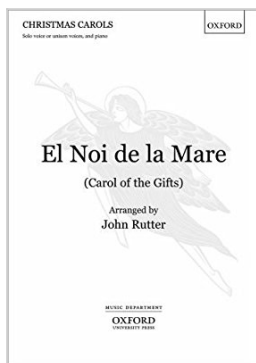 CHRISTMAS CAROLS
OXFORD
Solo voice or unison voices, and piano
El Noi de la Mare
(Carol of the Gifts)
Arranged by
John Rutter
MUSIC DEPARTMENT
OXFORD
UNIVERSITY PRESS